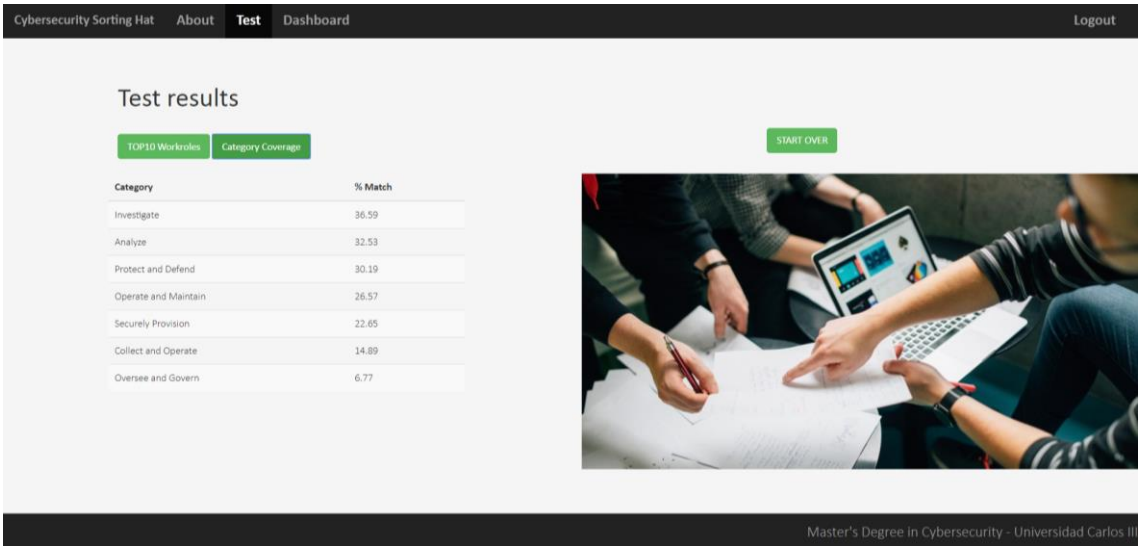 Cybersecurity Sorting Hat About Test Dashboard Logout
Test results
TOP10 Workroles Category Coverage
START OVER
Category % Match
Investigate 36.59
Analyze 32.53
Protect and Defend 30.19
Operate and Maintain 26.57
Securely Provision 22.65
Collect and Operate 14.89
Oversee and Govern 6.77
Master's Degree in Cybersecurity - Universidad Carlos III